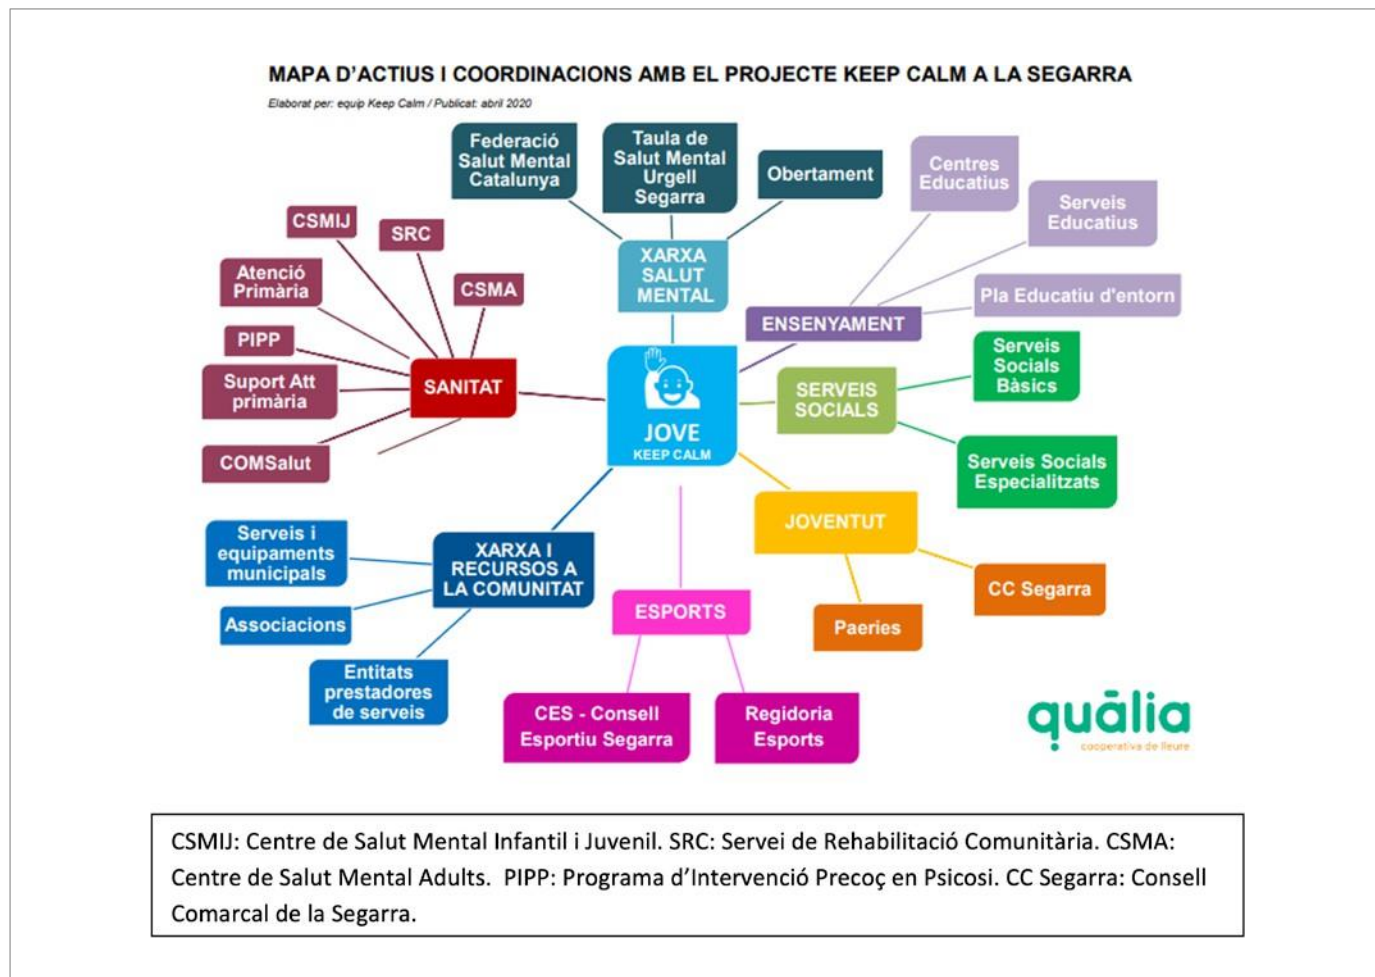 MAPA D'ACTIUS I COORDINACIONS AMB EL PROJECTE KEEP CALM A LA SEGARRA
Elaborat per: equip Keep Calm / Publicat: abril 2020
Federació
Salut Mental
Catalunya
Taula de
Salut Mental
Urgell
Segarra
Obertament
Centres
Educatius
Serveis
Educatius
Pla Educatiu d'entorn
XARXA
SALUT
MENTAL
ENSENYAMENT
CSMIJ
SRC
CSMA
Atenció
Primària
PIPP
Suport Att
primària
COMSalut
SANITAT
JOVE
KEEP CALM
SERVEIS
SOCIALS
Serveis
Socials
Bàsics
Serveis Socials
Especialitzats
JOVENTUT
CC Segarra
Paeries
XARXA I
RECURSOS A
LA COMUNITAT
Serveis i
equipaments
municipals
Associacions
Entitats
prestadores
de serveis
ESPORTS
CES - Consell
Esportiu Segarra
Regidoria
Esports
quālia
cooperativa de lleure
CSMIJ: Centre de Salut Mental Infantil i Juvenil. SRC: Servei de Rehabilitació Comunitària. CSMA:
Centre de Salut Mental Adults. PIPP: Programa d'Intervenció Precoç en Psicosi. CC Segarra: Consell
Comarcal de la Segarra.